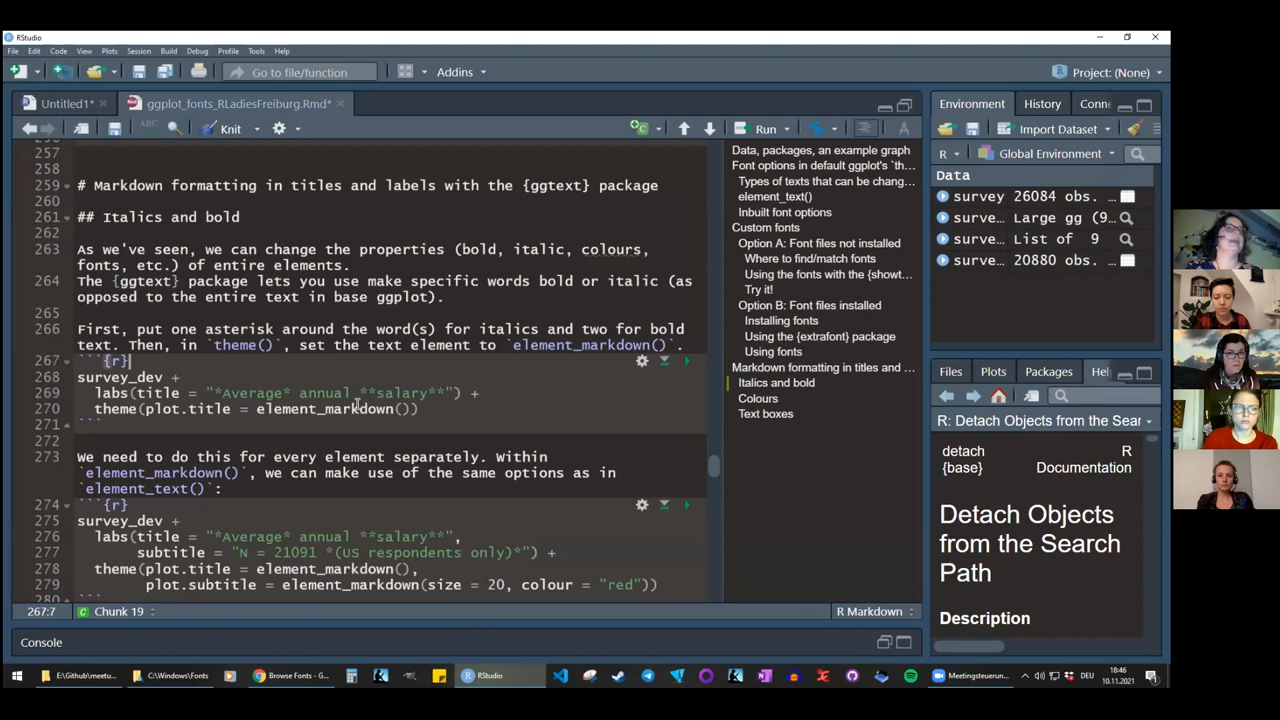 RStudio
File Edit Code View Plots Session Build Debug Profile Tools Help
Go to file/function Addins Project: (None)
Untitled1* ggplot_fonts_RLadiesFreiburg.Rmd*
Knit Run
257
258
259 # Markdown formatting in titles and labels with the {ggtext} package
260
261 ## Italics and bold
262
263 As we've seen, we can change the properties (bold, italic, colours,
fonts, etc.) of entire elements.
264 The {ggtext} package lets you use make specific words bold or italic (as
opposed to the entire text in base ggplot).
265
266 First, put one asterisk around the word(s) for italics and two for bold
text. Then, in `theme()`, set the text element to `element_markdown()`.
267 ```{r}
268 survey_dev +
269 labs(title = "*Average* annual **salary**") +
270 theme(plot.title = element_markdown())
271 ```
272
273 We need to do this for every element separately. Within
`element_markdown()`, we can make use of the same options as in
`element_text()`:
274 ```{r}
275 survey_dev +
276 labs(title = "*Average* annual **salary**",
277 subtitle = "N = 21091 *(US respondents only)*") +
278 theme(plot.title = element_markdown(),
279 plot.subtitle = element_markdown(size = 20, colour = "red"))
280 ```
267:7 Chunk 19 R Markdown
Console
Data, packages, an example graph
Font options in default ggplot's `th...
Types of texts that can be chang...
element_text()
Inbuilt font options
Custom fonts
Option A: Font files not installed
Where to find/match fonts
Using the fonts with the {showt...
Try it!
Option B: Font files installed
Installing fonts
Using the {extrafont} package
Using fonts
Markdown formatting in titles and ...
Italics and bold
Colours
Text boxes
Environment History Conn
Import Dataset
R Global Environment
Data
survey 26084 obs. ...
surve... Large gg (9...
surve... List of 9
surve... 20880 obs. ...
Files Plots Packages He
R: Detach Objects from the Sear
detach R
{base} Documentation
Detach Objects
from the Search
Path
Description
E:\Github\meetu... C:\Windows\Fonts Browse Fonts - G... RStudio Meetingsteuerun... DEU 18:46
10.11.2021